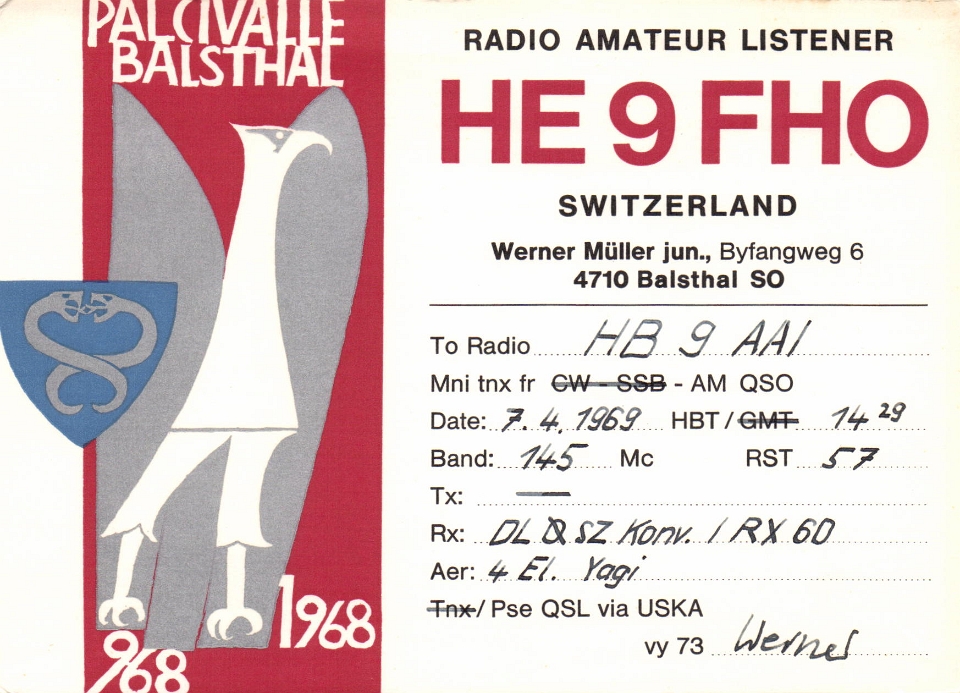 PALCIVALLE
BALSTHAL
968
1968
RADIO AMATEUR LISTENER
HE 9 FHO
SWITZERLAND
Werner Müller jun., Byfangweg 6
4710 Balsthal SO
To Radio HB 9 AAI
Mni tnx fr CW - SSB - AM QSO
Date: 7. 4. 1969 HBT / GMT 14 29
Band: 145 Mc RST 57
Tx: —
Rx: DL Ø SZ Konv. / RX 60
Aer: 4 El. Yagi
Tnx / Pse QSL via USKA
vy 73 Werner